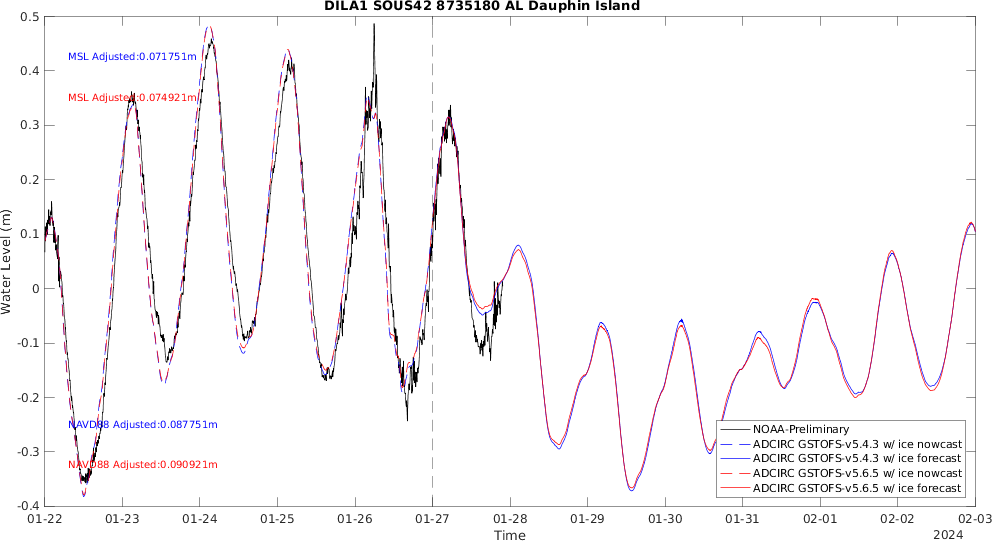 DILA1 SOUS42 8735180 AL Dauphin Island
0.5
MSL Adjusted:0.071751m
0.4
MSL Adjusted:0.074921m
0.3
0.2
0.1
0
-0.1
-0.2
NAVD88 Adjusted:0.087751m
-0.3
NAVD88 Adjusted:0.090921m
-0.4
Water Level (m)
NOAA-Preliminary
ADCIRC GSTOFS-v5.4.3 w/ ice nowcast
ADCIRC GSTOFS-v5.4.3 w/ ice forecast
ADCIRC GSTOFS-v5.6.5 w/ ice nowcast
ADCIRC GSTOFS-v5.6.5 w/ ice forecast
01-22 01-23 01-24 01-25 01-26 01-27 01-28 01-29 01-30 01-31 02-01 02-02 02-03
Time
2024